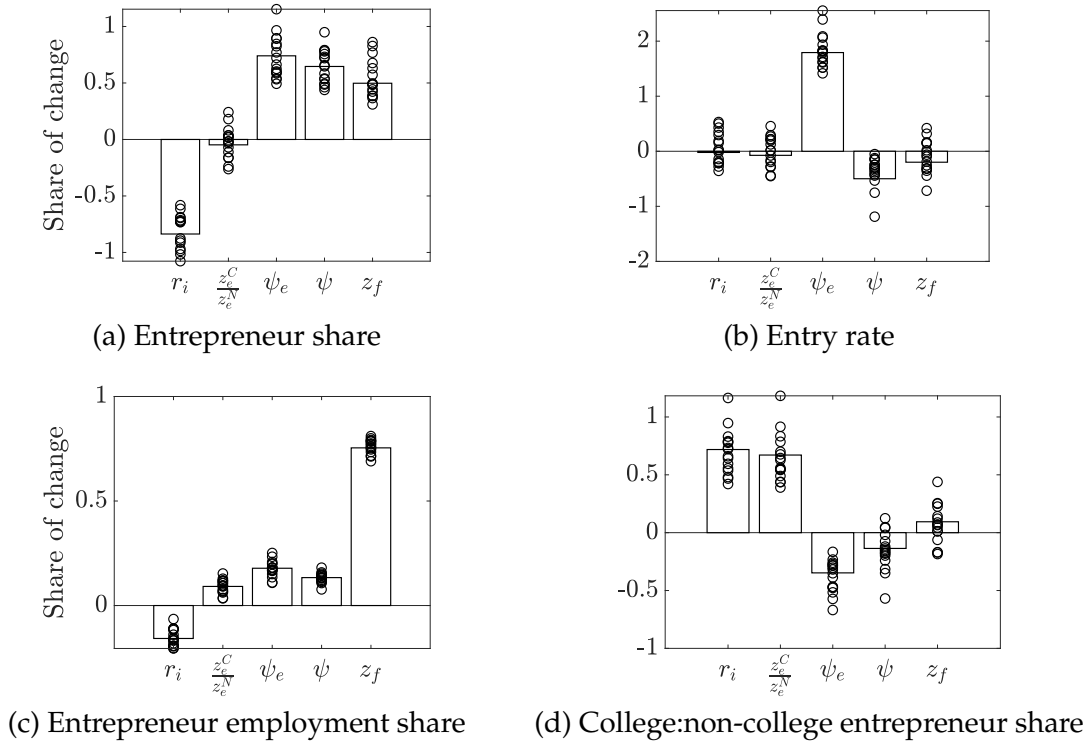 1
0.5
0
-0.5
-1
Share of change
r_i
z_e^C / z_e^N
ψ_e
ψ
z_f
(a) Entrepreneur share
2
1
0
-1
-2
r_i
z_e^C / z_e^N
ψ_e
ψ
z_f
(b) Entry rate
1
0.5
0
Share of change
r_i
z_e^C / z_e^N
ψ_e
ψ
z_f
(c) Entrepreneur employment share
1
0.5
0
-0.5
-1
r_i
z_e^C / z_e^N
ψ_e
ψ
z_f
(d) College:non-college entrepreneur share